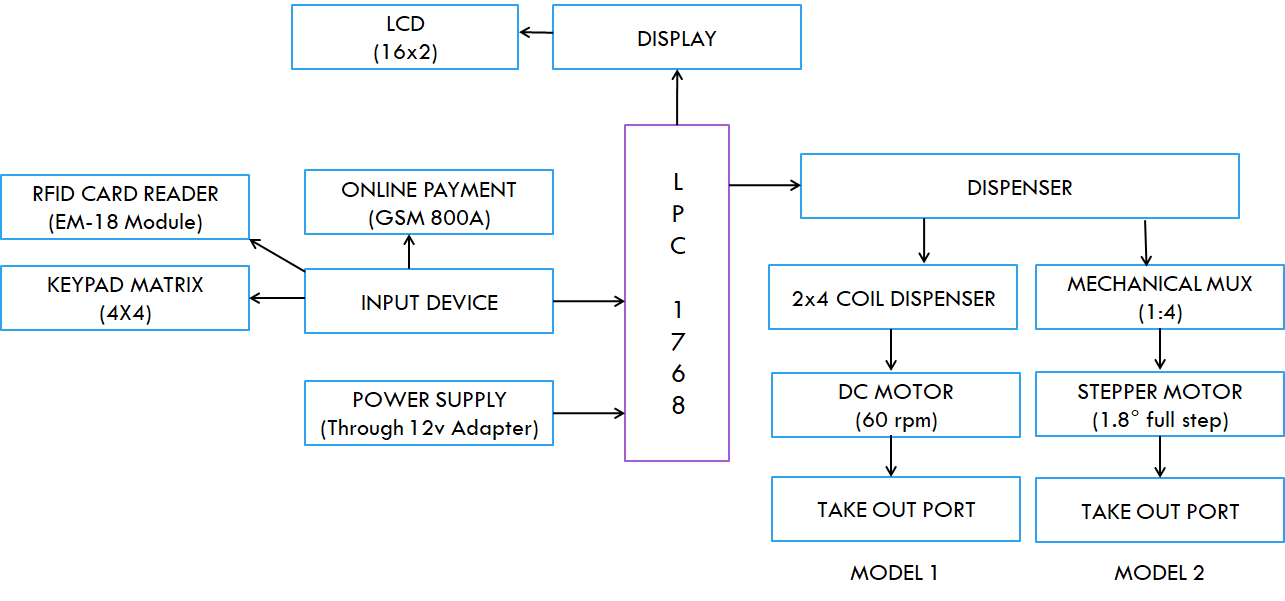 LCD
(16x2)
DISPLAY
RFID CARD READER
(EM-18 Module)
ONLINE PAYMENT
(GSM 800A)
KEYPAD MATRIX
(4X4)
INPUT DEVICE
POWER SUPPLY
(Through 12v Adapter)
L
P
C
1
7
6
8
DISPENSER
2x4 COIL DISPENSER
MECHANICAL MUX
(1:4)
DC MOTOR
(60 rpm)
STEPPER MOTOR
(1.8° full step)
TAKE OUT PORT
TAKE OUT PORT
MODEL 1
MODEL 2